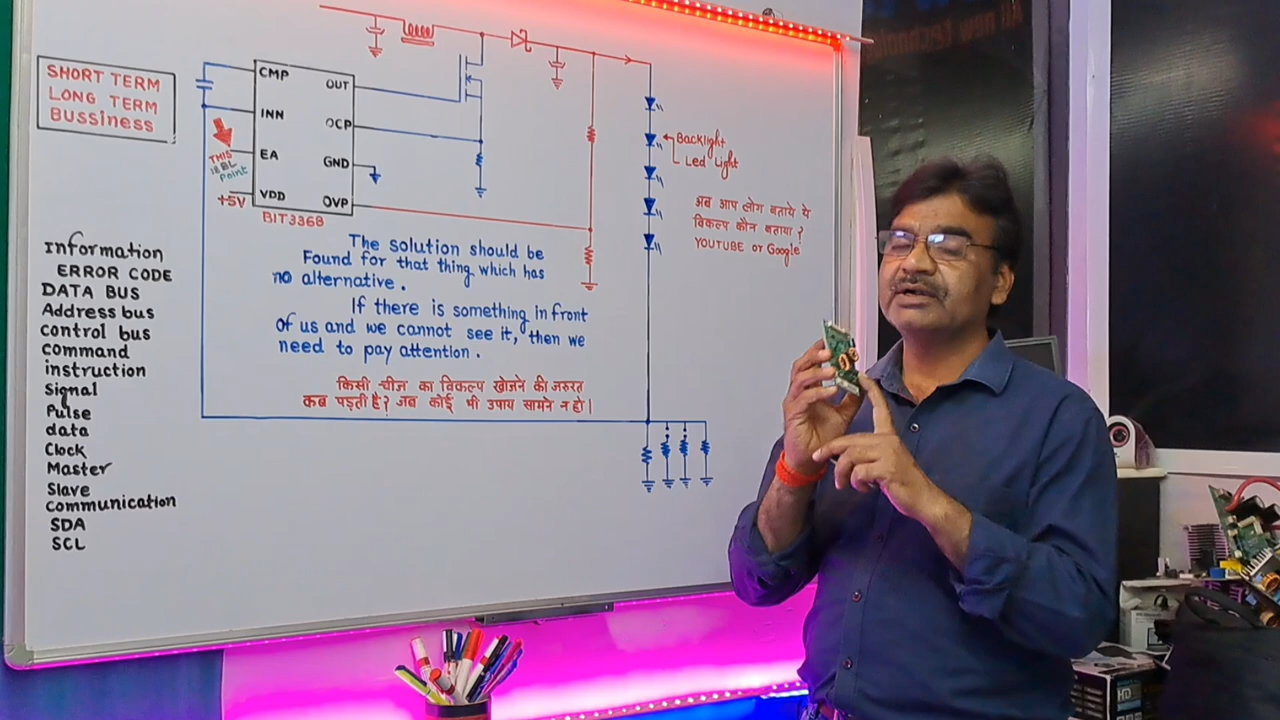 SHORT TERM
LONG TERM
Bussiness
CMP
INN
EA
VDD
OUT
OCP
GND
OVP
THIS
IS BL
Point
+5V
BIT3368
Backlight
Led Light
अब आप लोग बताये ये
विकल्प कौन बताया ?
YOUTUBE or Google
The solution should be
Found for that thing which has
no alternative.
If there is something in front
of us and we cannot see it, then we
need to pay attention.
किसी चीज का विकल्प खोजने की जरुरत
कब पड़ती है? जब कोई भी उपाय सामने न हो।
Information
ERROR CODE
DATA BUS
Address bus
control bus
command
instruction
Signal
Pulse
data
Clock
Master
Slave
communication
SDA
SCL
All new techno
HD